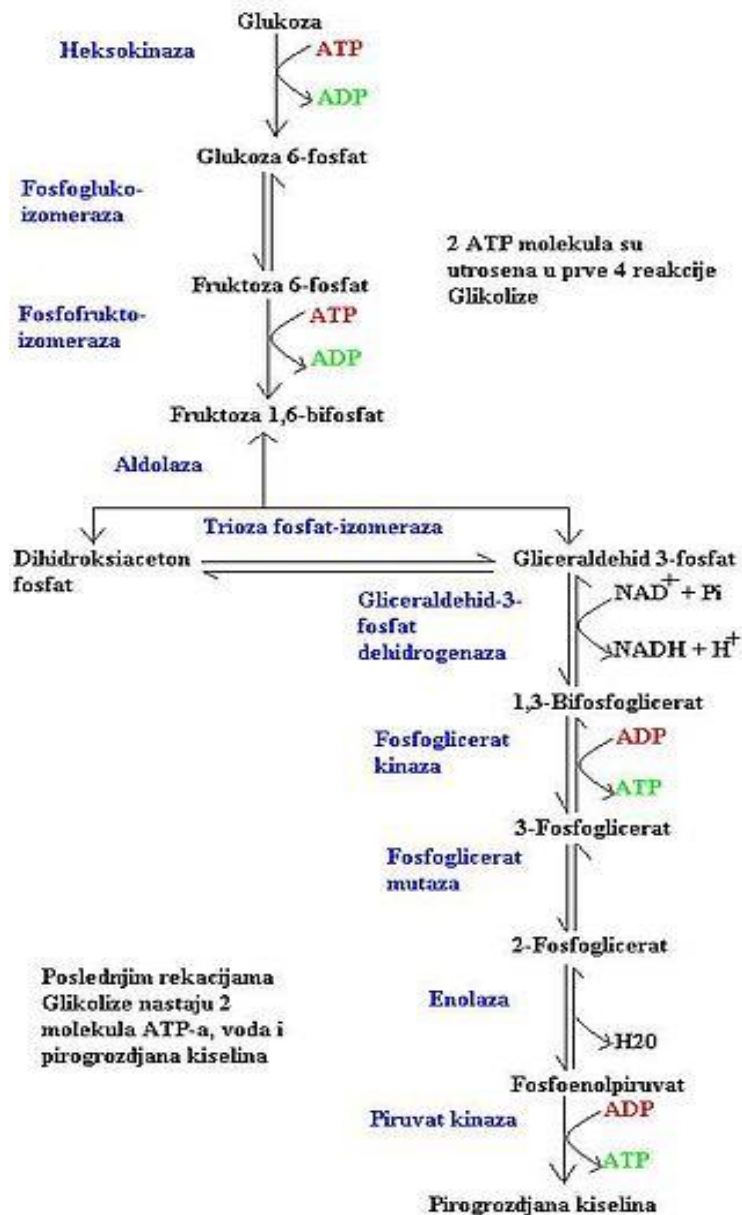 Glukoza
Heksokinaza
ATP
ADP
Glukoza 6-fosfat
Fosfogluko-
izomeraza
2 ATP molekula su
utrosena u prve 4 reakcije
Glikolize
Fruktoza 6-fosfat
Fosfofrukto-
izomeraza
ATP
ADP
Fruktoza 1,6-bifosfat
Aldolaza
Trioza fosfat-izomeraza
Dihidroksiaceton
fosfat
Gliceraldehid 3-fosfat
Gliceraldehid-3-
fosfat
dehidrogenaza
NAD+ + Pi
NADH + H+
1,3-Bifosfoglicerat
Fosfoglicerat
kinaza
ADP
ATP
3-Fosfoglicerat
Fosfoglicerat
mutaza
2-Fosfoglicerat
Poslednjim rekacijama
Glikolize nastaju 2
molekula ATP-a, voda i
pirogrozdjana kiselina
Enolaza
H20
Fosfoenolpiruvat
Piruvat kinaza
ADP
ATP
Pirogrozdjana kiselina